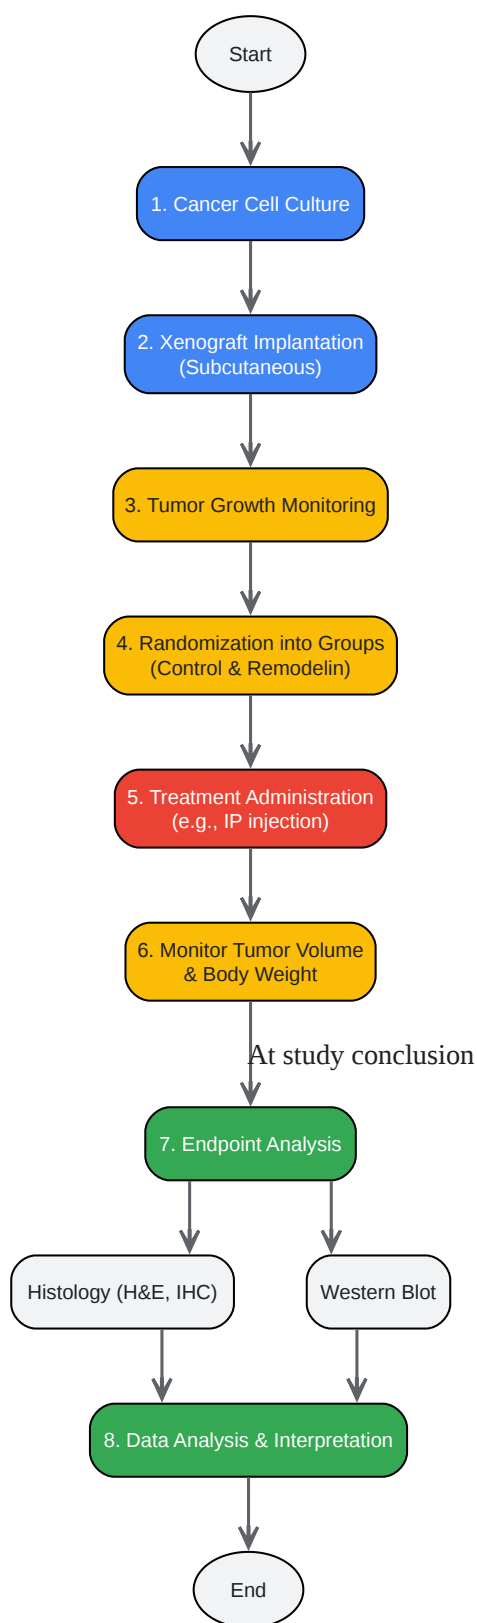 Start
1. Cancer Cell Culture
2. Xenograft Implantation
(Subcutaneous)
3. Tumor Growth Monitoring
4. Randomization into Groups
(Control & Remodelin)
5. Treatment Administration
(e.g., IP injection)
6. Monitor Tumor Volume
& Body Weight
At study conclusion
7. Endpoint Analysis
Histology (H&E, IHC)
Western Blot
8. Data Analysis & Interpretation
End